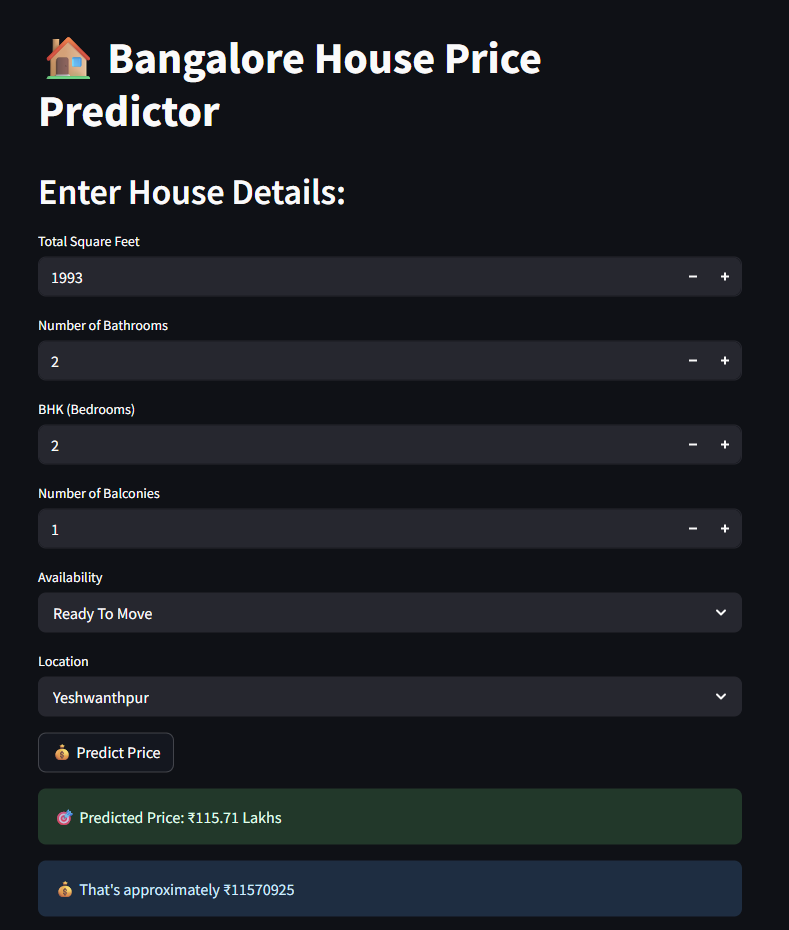 🏠 Bangalore House Price
Predictor
Enter House Details:
Total Square Feet
1993
Number of Bathrooms
2
BHK (Bedrooms)
2
Number of Balconies
1
Availability
Ready To Move
Location
Yeshwanthpur
💰 Predict Price
🎯 Predicted Price: ₹115.71 Lakhs
💰 That's approximately ₹11570925